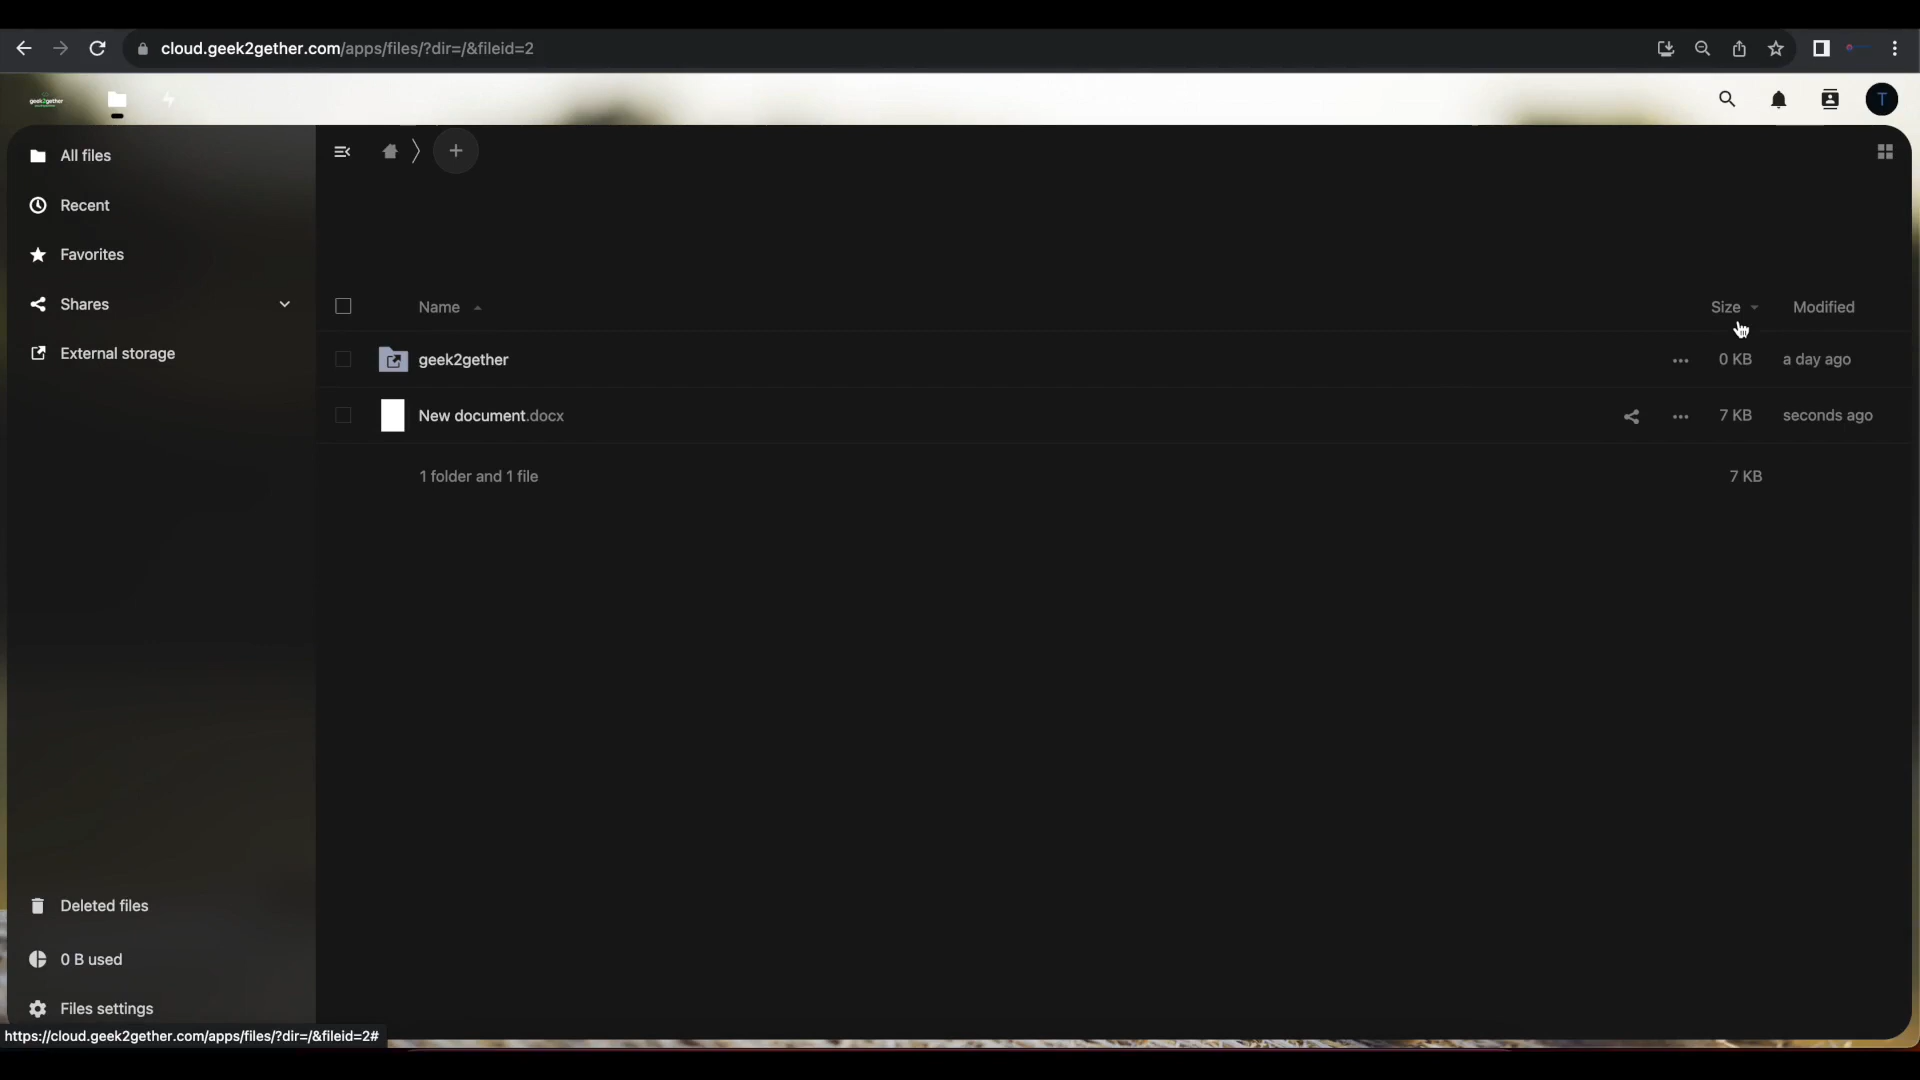 cloud.geek2gether.com/apps/files/?dir=/&fileid=2
geek2gether
T
All files
Recent
Favorites
Shares
External storage
Name
Size
Modified
geek2gether
0 KB
a day ago
New document.docx
7 KB
seconds ago
1 folder and 1 file
7 KB
Deleted files
0 B used
Files settings
https://cloud.geek2gether.com/apps/files/?dir=/&fileid=2#